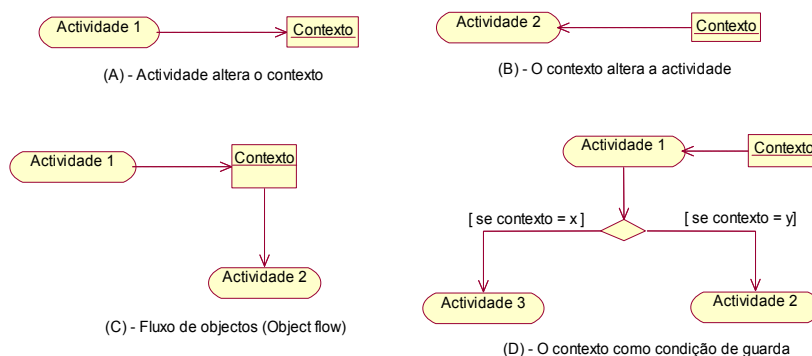 Actividade 1
Contexto
(A) - Actividade altera o contexto
Actividade 2
Contexto
(B) - O contexto altera a actividade
Actividade 1
Contexto
Actividade 2
(C) - Fluxo de objectos (Object flow)
Actividade 1
Contexto
[ se contexto = x ]
[ se contexto = y]
Actividade 3
Actividade 2
(D) - O contexto como condição de guarda